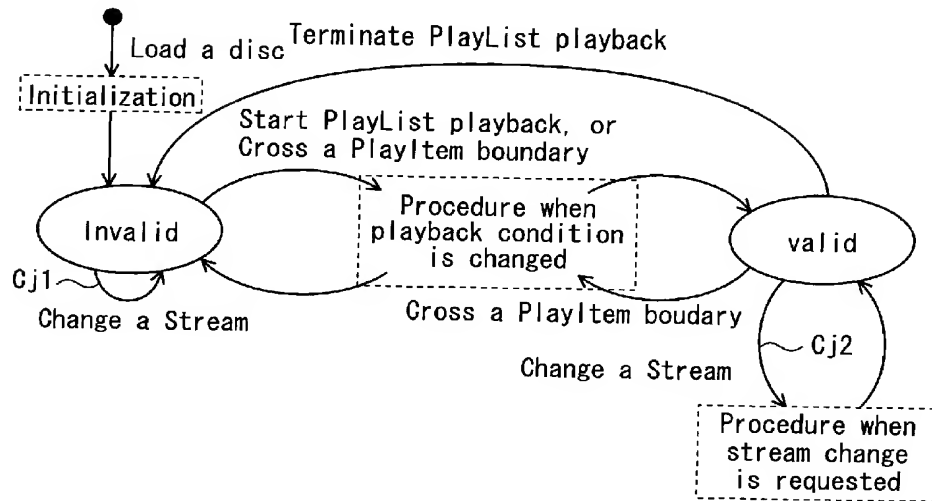 Load a disc
Terminate PlayList playback
Initialization
Start PlayList playback, or
Cross a PlayItem boundary
Invalid
Procedure when
playback condition
is changed
valid
Cj1
Change a Stream
Cross a PlayItem boudary
Cj2
Change a Stream
Procedure when
stream change
is requested